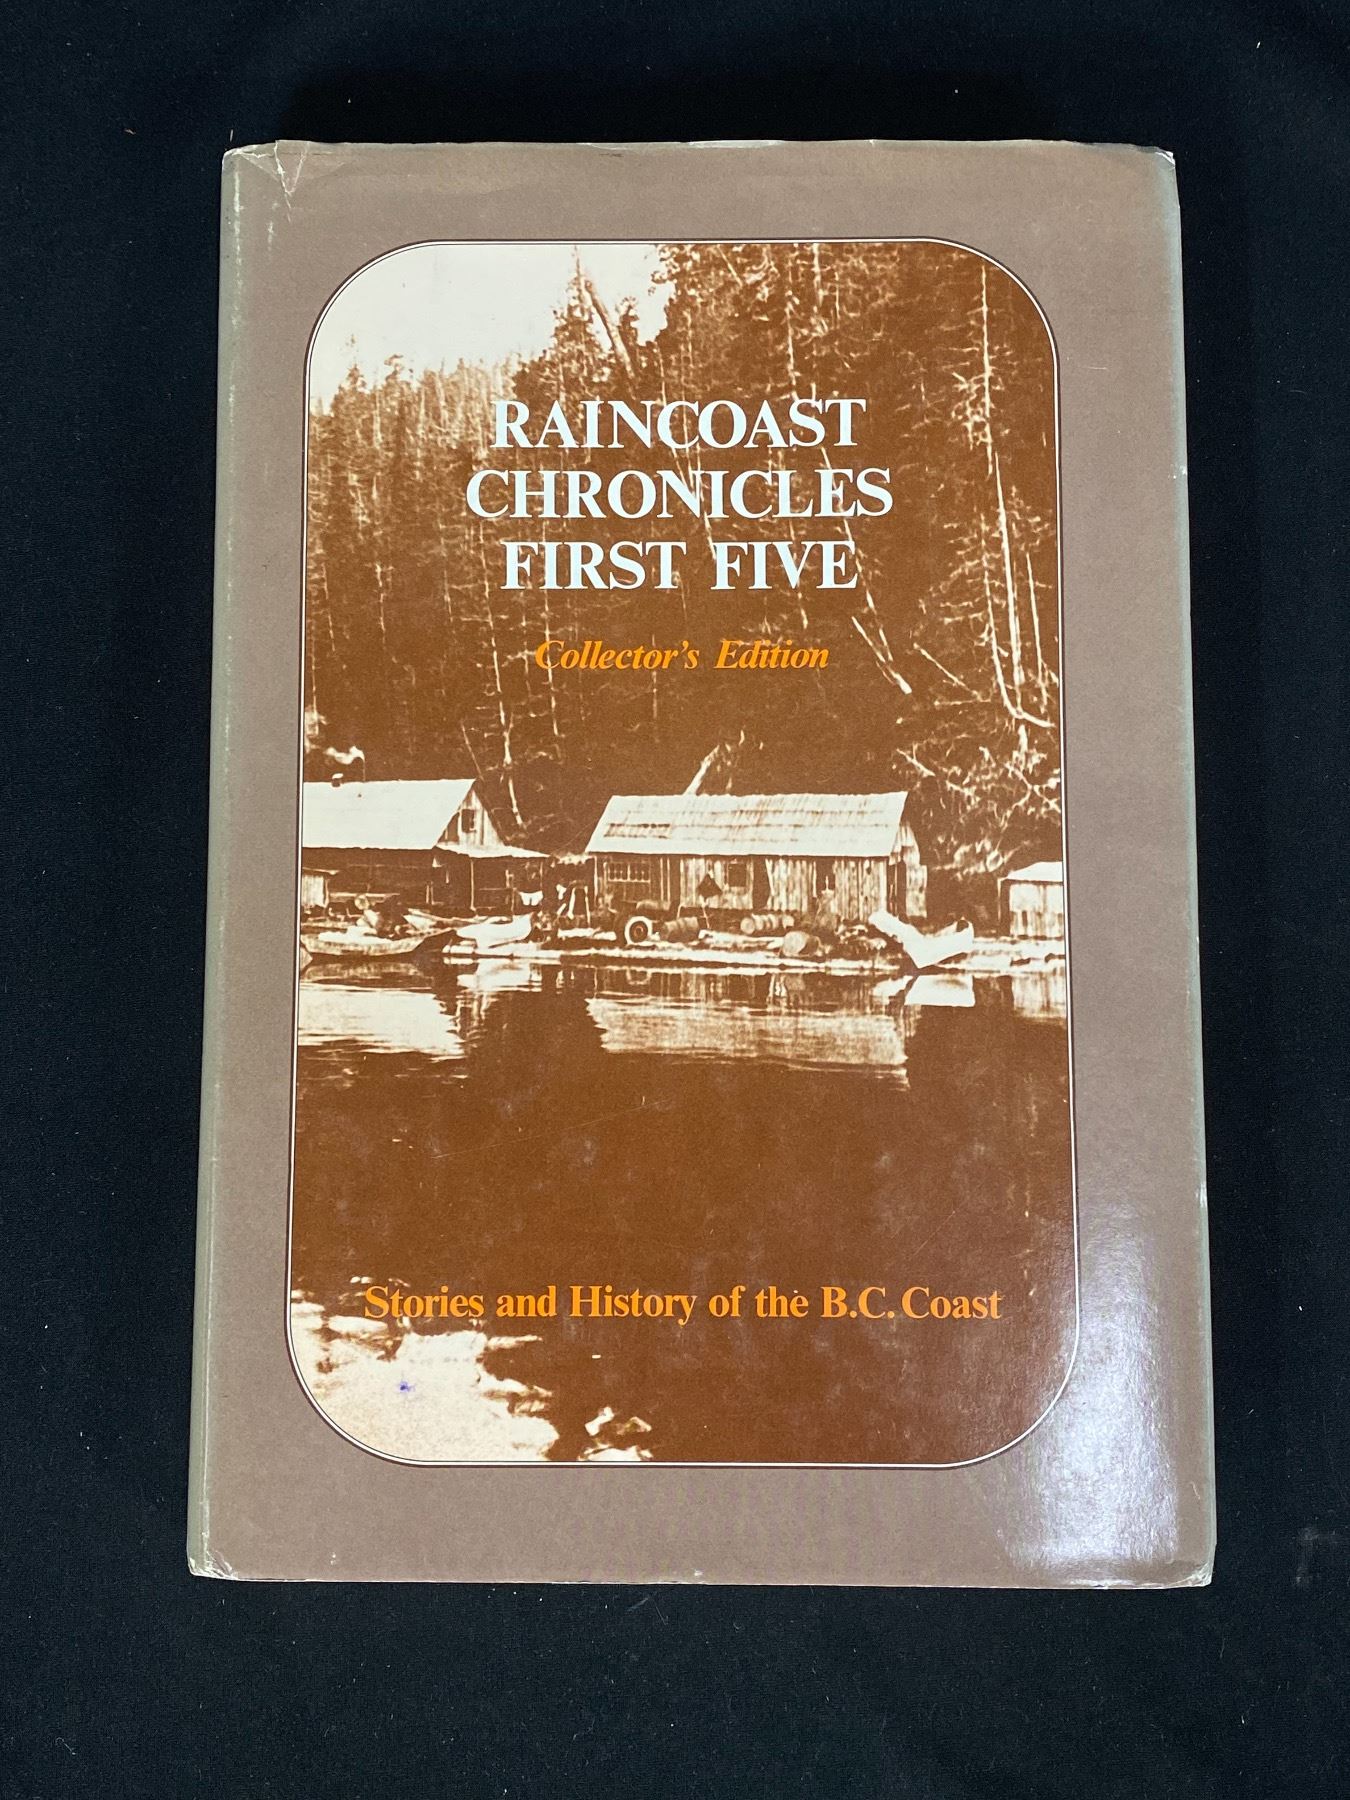 RAINCOAST
CHRONICLES
FIRST FIVE
Collector's Edition
Stories and History of the B.C. Coast